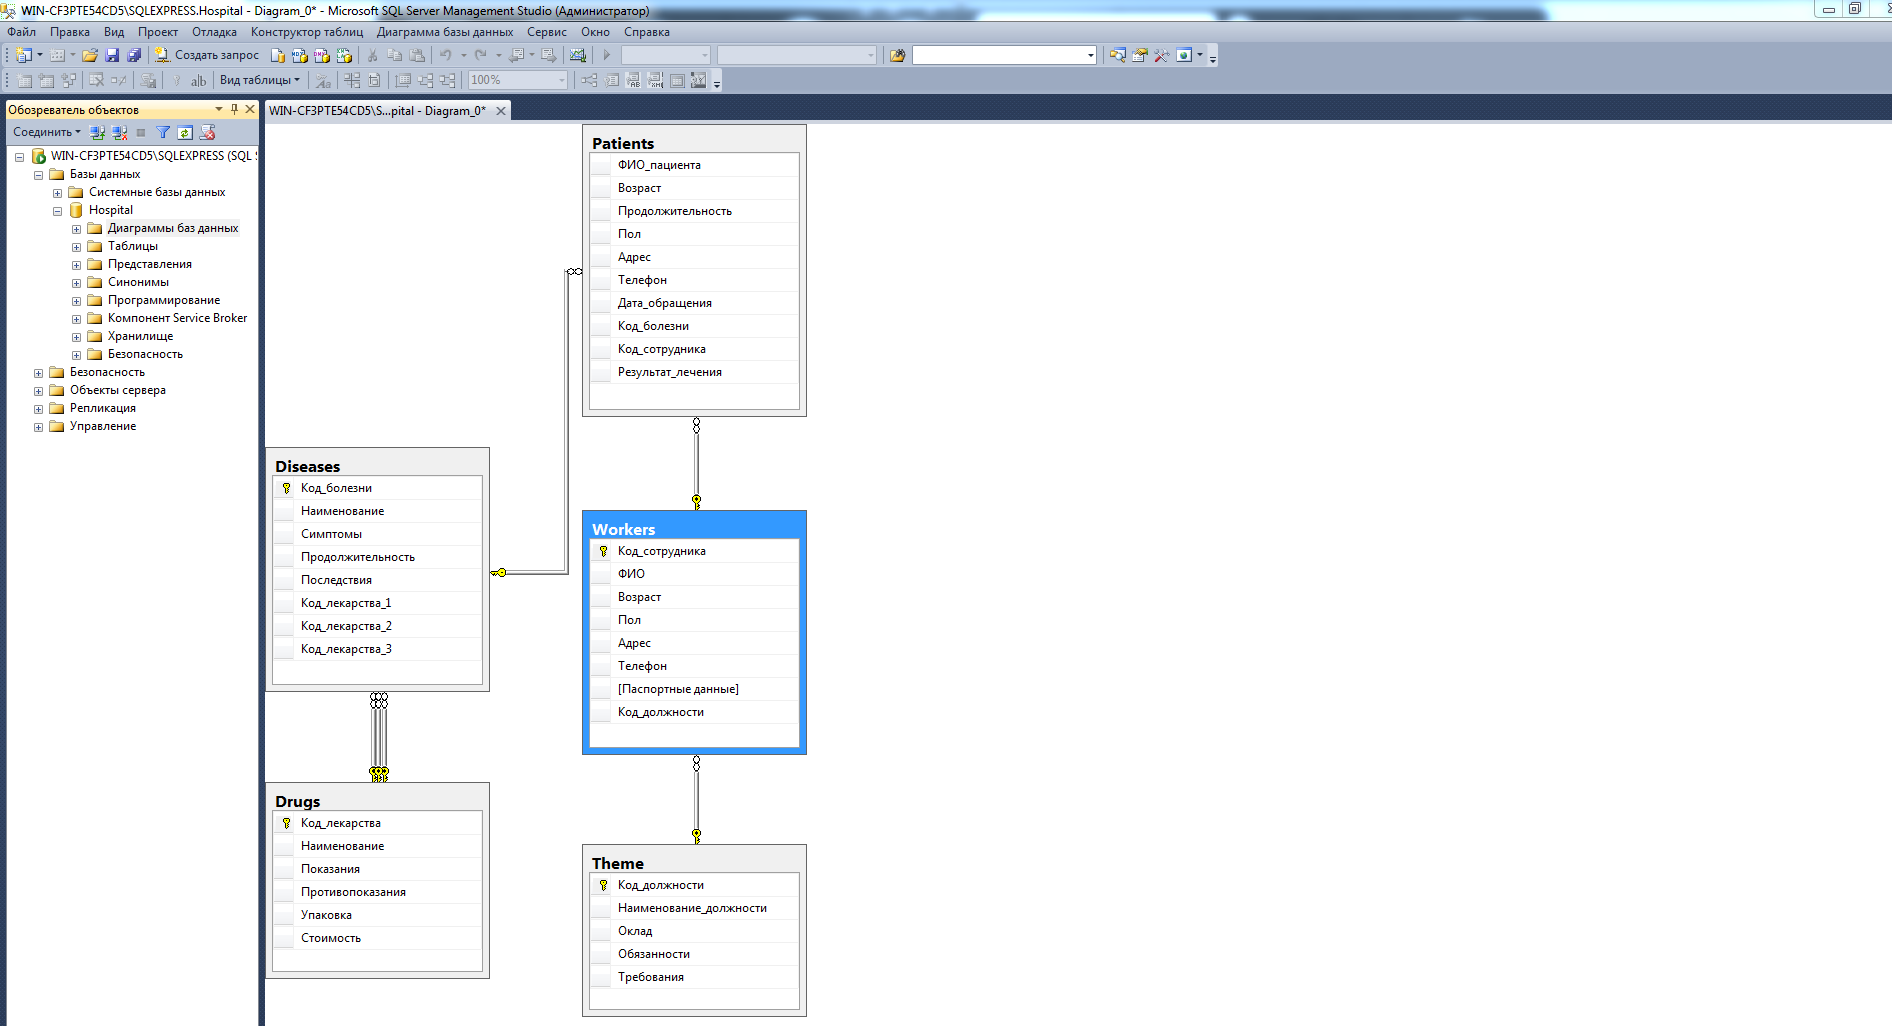 WIN-CF3PTE54CD5\SQLEXPRESS.Hospital - Diagram_0* - Microsoft SQL Server Management Studio (Администратор)
Файл Правка Вид Проект Отладка Конструктор таблиц Диаграмма базы данных Сервис Окно Справка
Создать запрос
Вид таблицы 100%
Обозреватель объектов
Соединить
WIN-CF3PTE54CD5\SQLEXPRESS (SQL S
Базы данных
Системные базы данных
Hospital
Диаграммы баз данных
Таблицы
Представления
Синонимы
Программирование
Компонент Service Broker
Хранилище
Безопасность
Безопасность
Объекты сервера
Репликация
Управление
WIN-CF3PTE54CD5\S...pital - Diagram_0*
Patients
ФИО_пациента
Возраст
Продолжительность
Пол
Адрес
Телефон
Дата_обращения
Код_болезни
Код_сотрудника
Результат_лечения
Diseases
Код_болезни
Наименование
Симптомы
Продолжительность
Последствия
Код_лекарства_1
Код_лекарства_2
Код_лекарства_3
Workers
Код_сотрудника
ФИО
Возраст
Пол
Адрес
Телефон
[Паспортные данные]
Код_должности
Drugs
Код_лекарства
Наименование
Показания
Противопоказания
Упаковка
Стоимость
Theme
Код_должности
Наименование_должности
Оклад
Обязанности
Требования